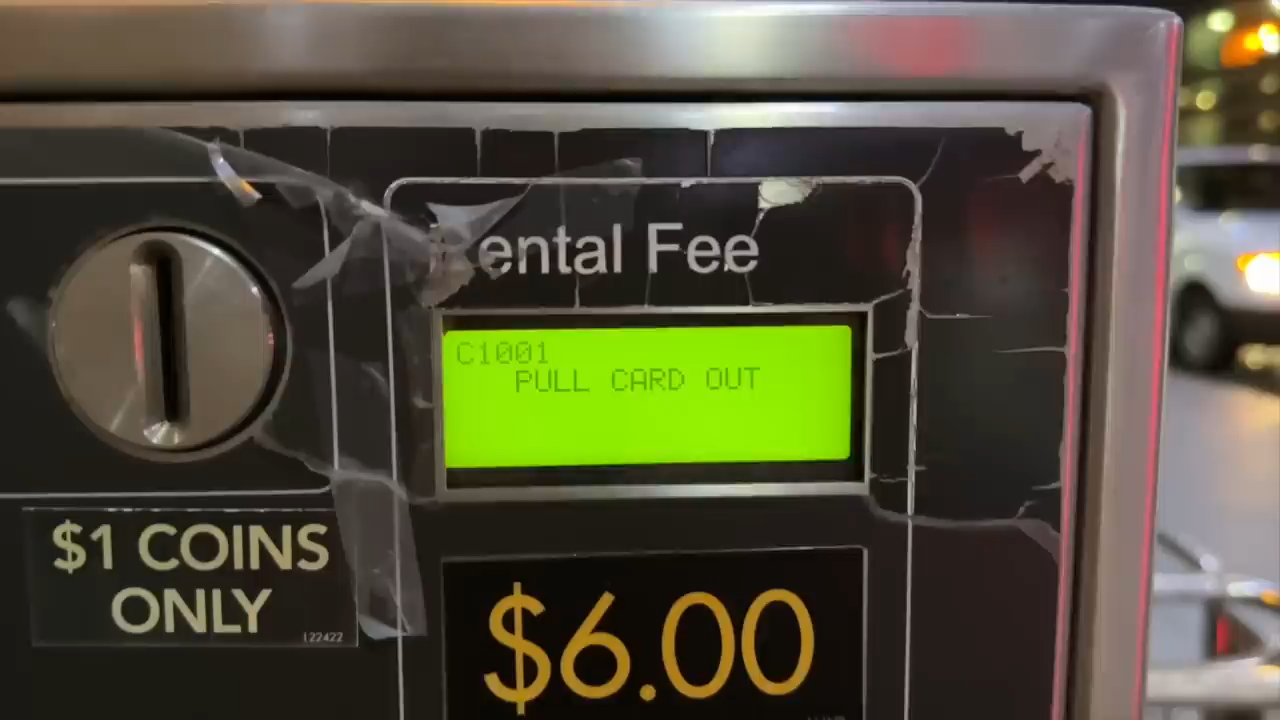 ental Fee
C1001
PULL CARD OUT
$1 COINS
ONLY
122422
$6.00